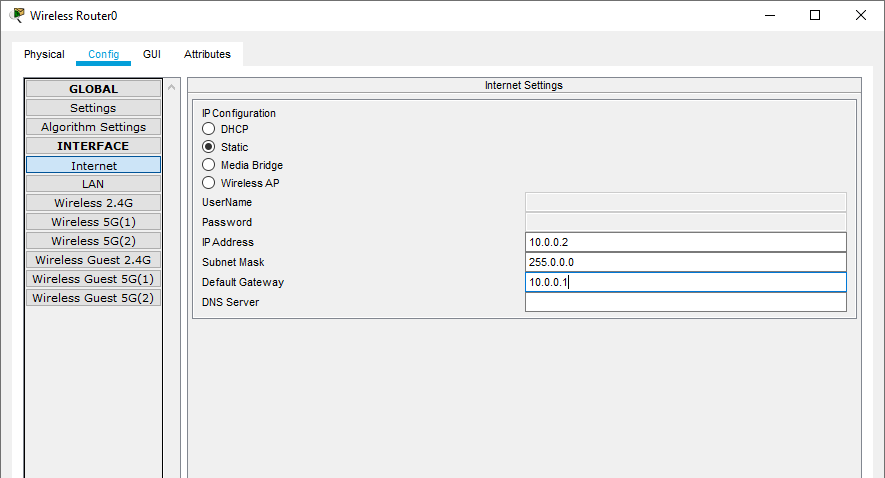 Wireless Router0
Physical Config GUI Attributes
GLOBAL
Settings
Algorithm Settings
INTERFACE
Internet
LAN
Wireless 2.4G
Wireless 5G(1)
Wireless 5G(2)
Wireless Guest 2.4G
Wireless Guest 5G(1)
Wireless Guest 5G(2)
Internet Settings
IP Configuration
DHCP
Static
Media Bridge
Wireless AP
UserName
Password
IP Address 10.0.0.2
Subnet Mask 255.0.0.0
Default Gateway 10.0.0.1
DNS Server